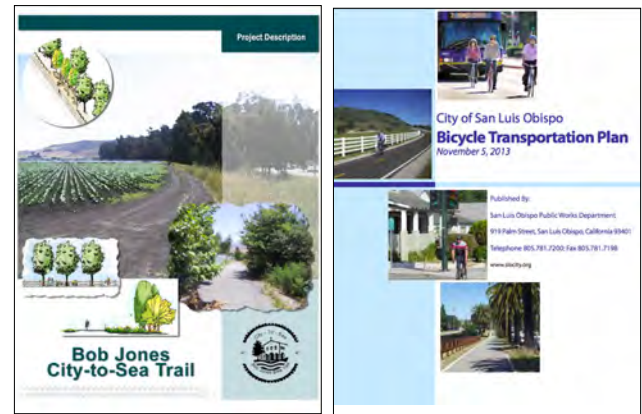 Project Description
Bob Jones
City-to-Sea Trail
City of San Luis Obispo
Bicycle Transportation Plan
November 5, 2013
Published By:
San Luis Obispo Public Works Department
919 Palm Street, San Luis Obispo, California 93401
Telephone 805.781.7200; Fax 805.781.7198
www.slocity.org